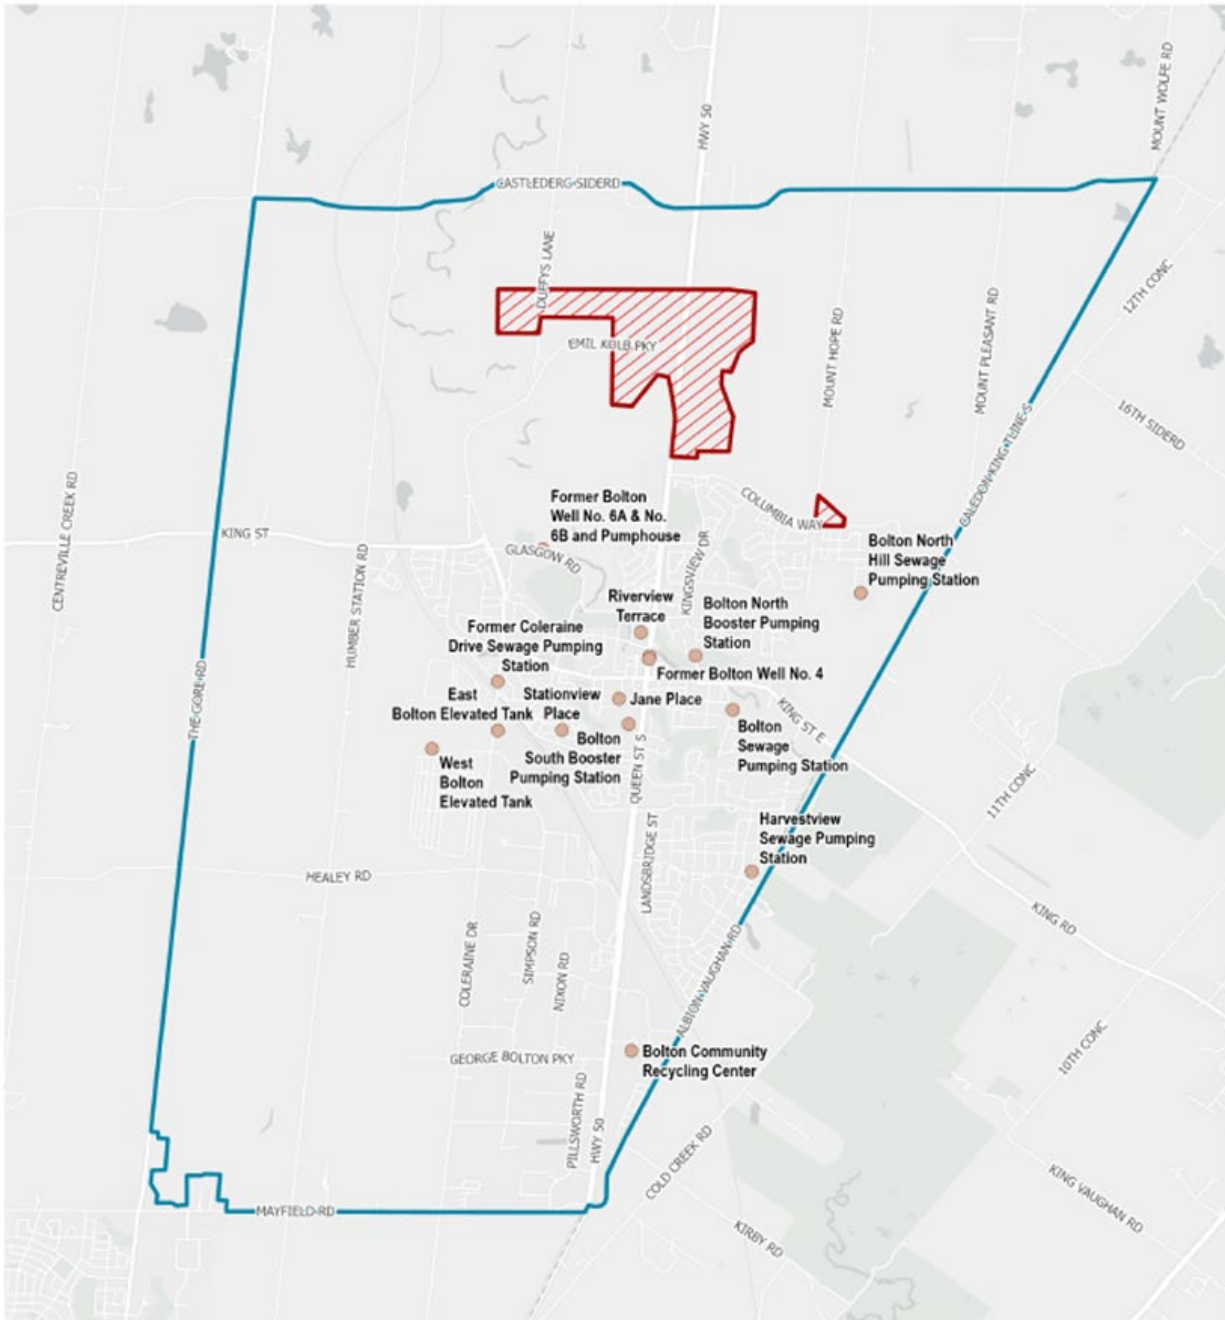 MOUNT WOLFE RD
HWY 50
CASTLEDERG SIDERD
DUFFYS LANE
12TH CONC
MOUNT HOPE RD
MOUNT PLEASANT RD
EMIL KOLB PKY
16TH SIDERD
CALEDON KING TLINE S
CENTREVILLE CREEK RD
KING ST
HUMBER STATION RD
Former Bolton
Well No. 6A & No.
6B and Pumphouse
GLASGOW RD
COLUMBIA WAY
KINGSVIEW DR
Bolton North
Hill Sewage
Pumping Station
Riverview
Terrace
Bolton North
Booster Pumping
Station
Former Coleraine
Drive Sewage Pumping
Station
Former Bolton Well No. 4
THE GORE RD
East
Bolton Elevated Tank
Stationview
Place
Jane Place
KING ST E
Bolton
South Booster
Pumping Station
Bolton
Sewage
Pumping Station
West
Bolton
Elevated Tank
QUEEN ST S
11TH CONC
LANDSBRIDGE ST
Harvestview
Sewage Pumping
Station
HEALEY RD
KING RD
COLERAINE DR
SIMPSON RD
NIXON RD
ALBION VAUGHAN RD
GEORGE BOLTON PKY
Bolton Community
Recycling Center
10TH CONC
PILLSWORTH RD
HWY 50
COLD CREEK RD
KING VAUGHAN RD
MAYFIELD RD
KIRBY RD